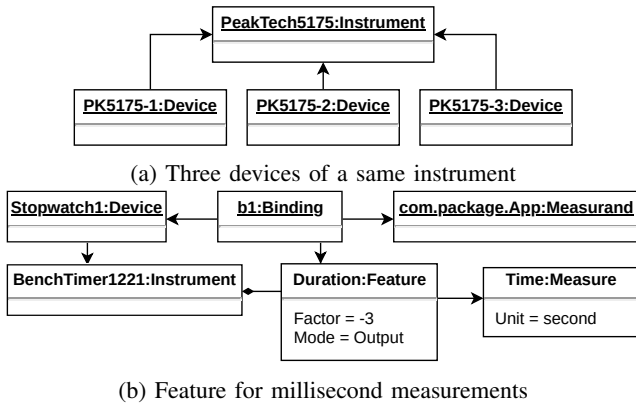 PeakTech5175:Instrument
PK5175-1:Device
PK5175-2:Device
PK5175-3:Device
(a) Three devices of a same instrument
Stopwatch1:Device
b1:Binding
com.package.App:Measurand
BenchTimer1221:Instrument
Duration:Feature
Factor = -3
Mode = Output
Time:Measure
Unit = second
(b) Feature for millisecond measurements